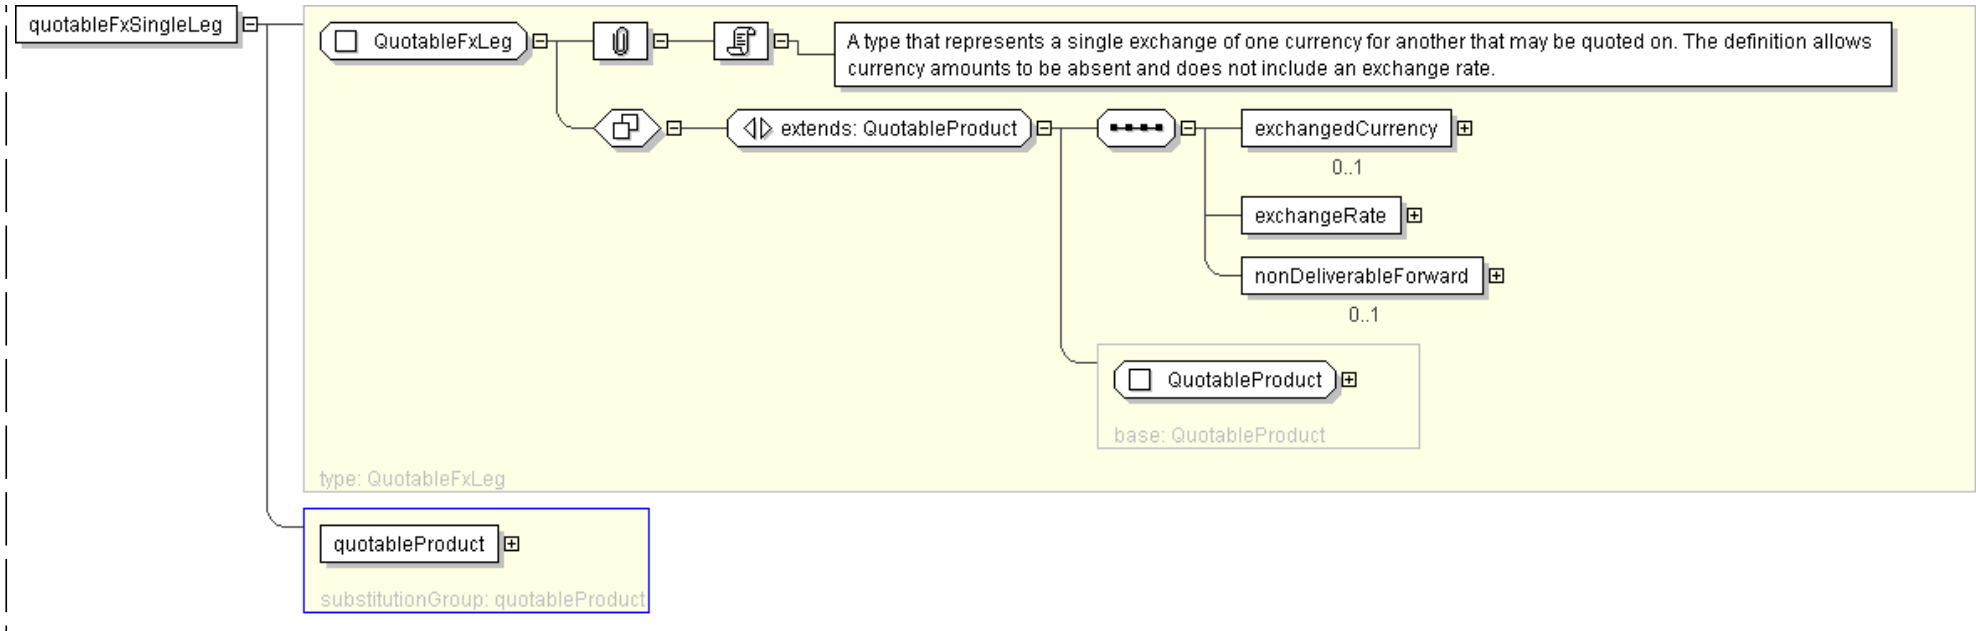 quotableFxSingleLeg
QuotableFxLeg
A type that represents a single exchange of one currency for another that may be quoted on. The definition allows
currency amounts to be absent and does not include an exchange rate.
extends: QuotableProduct
exchangedCurrency
0..1
exchangeRate
nonDeliverableForward
0..1
QuotableProduct
base: QuotableProduct
type: QuotableFxLeg
quotableProduct
substitutionGroup: quotableProduct